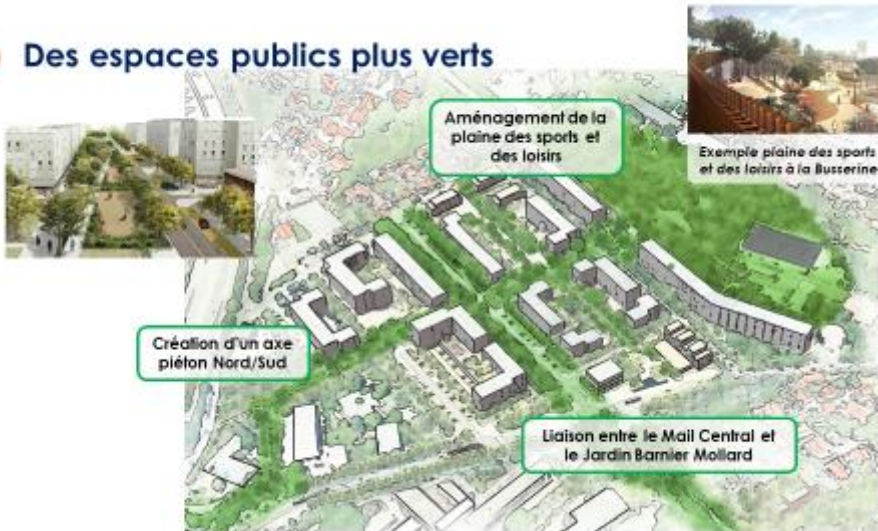 Des espaces publics plus verts
Aménagement de la
plaine des sports et
des loisirs
Exemple plaine des sports
et des loisirs à la Busserine
Création d'un axe
piéton Nord/Sud
Liaison entre le Mail Central et
le Jardin Barnier Mollard